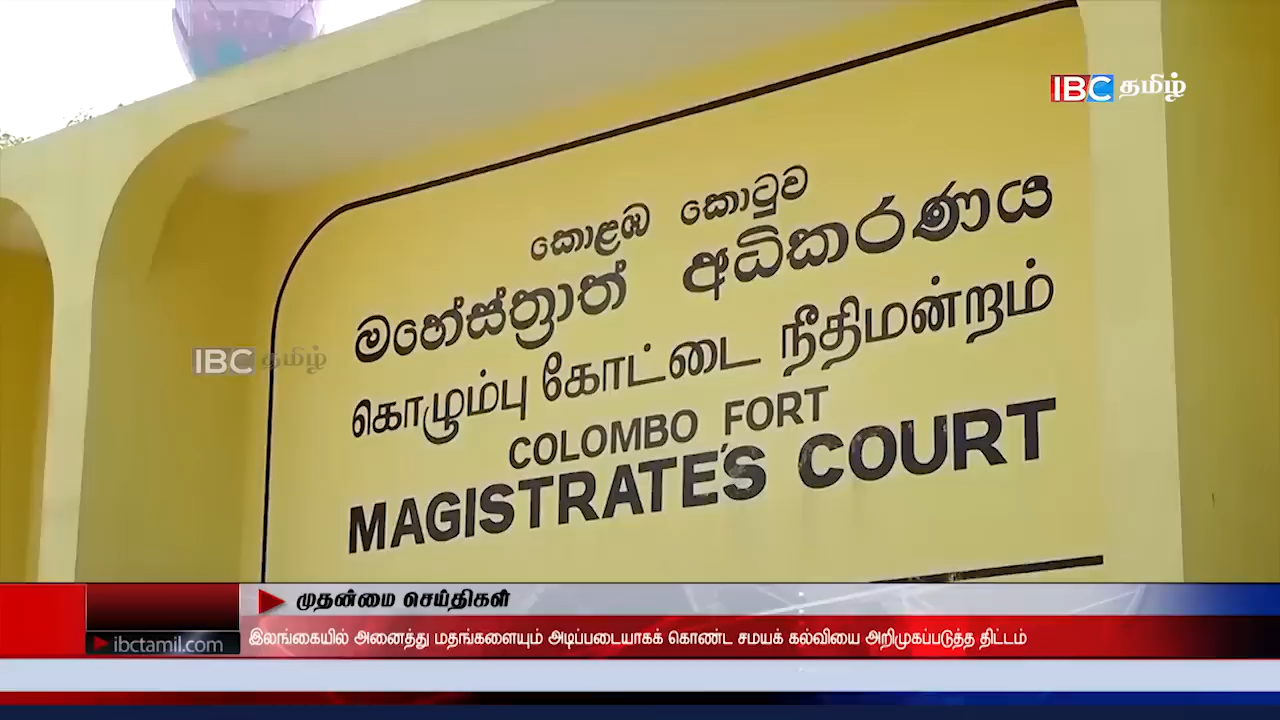 IBC தமிழ்
කොළඹ කොටුව
මහේස්ත්‍රාත් අධිකරණය
கொழும்பு கோட்டை நீதிமன்றம்
COLOMBO FORT
MAGISTRATE'S COURT
IBC தமிழ்
முதன்மை செய்திகள்
ibctamil.com
இலங்கையில் அனைத்து மதங்களையும் அடிப்படையாகக் கொண்ட சமயக் கல்வியை அறிமுகப்படுத்த திட்டம்